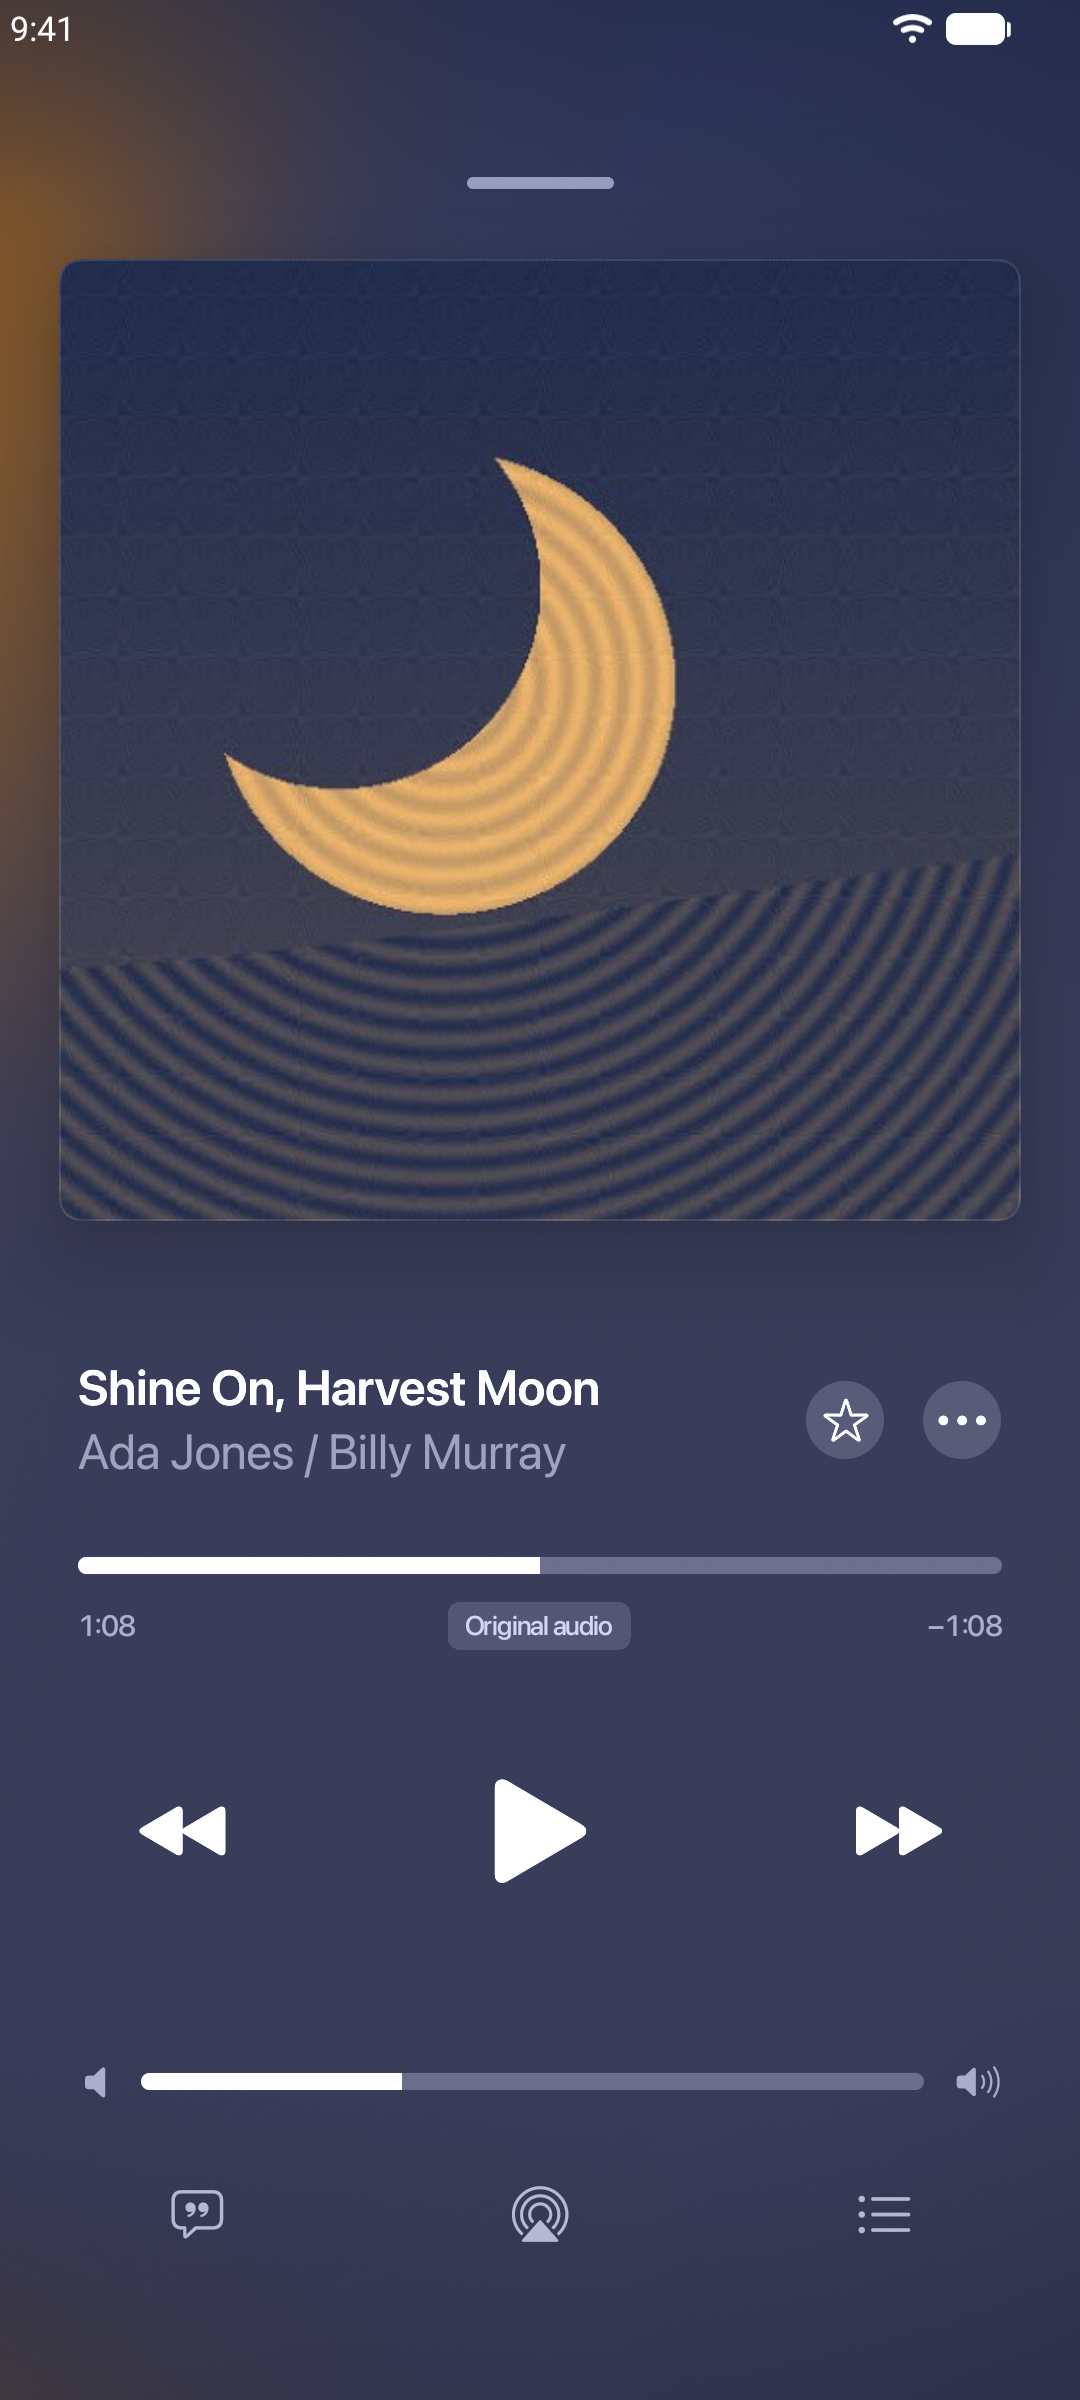 9:41
Shine On, Harvest Moon
Ada Jones / Billy Murray
1:08
Original audio
–1:08